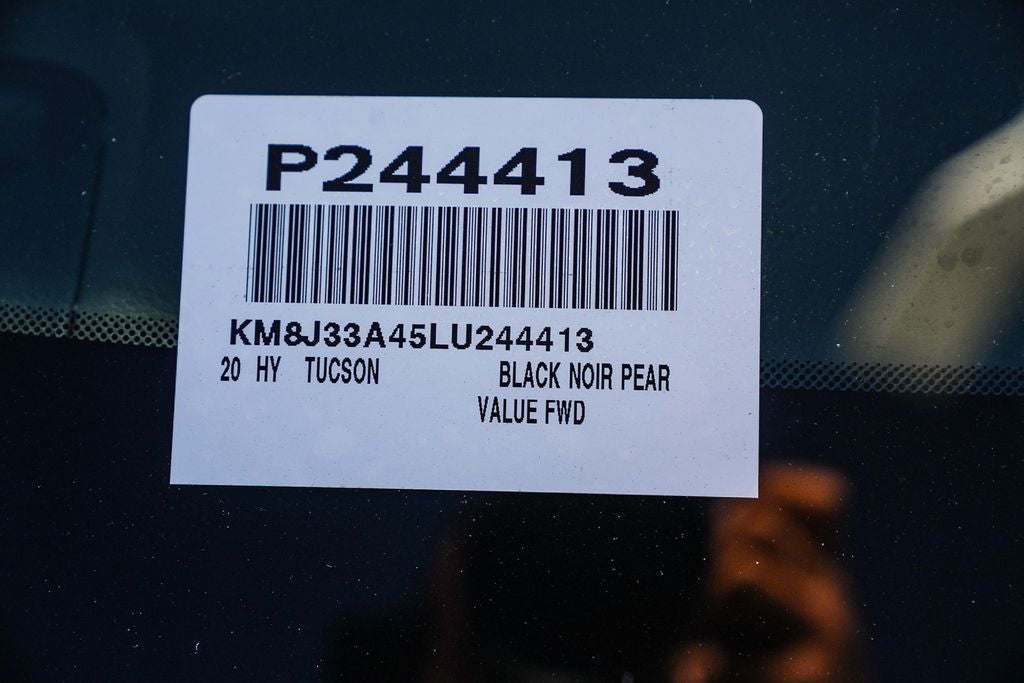 P244413
KM8J33A45LU244413
20 HY TUCSON BLACK NOIR PEAR
VALUE FWD